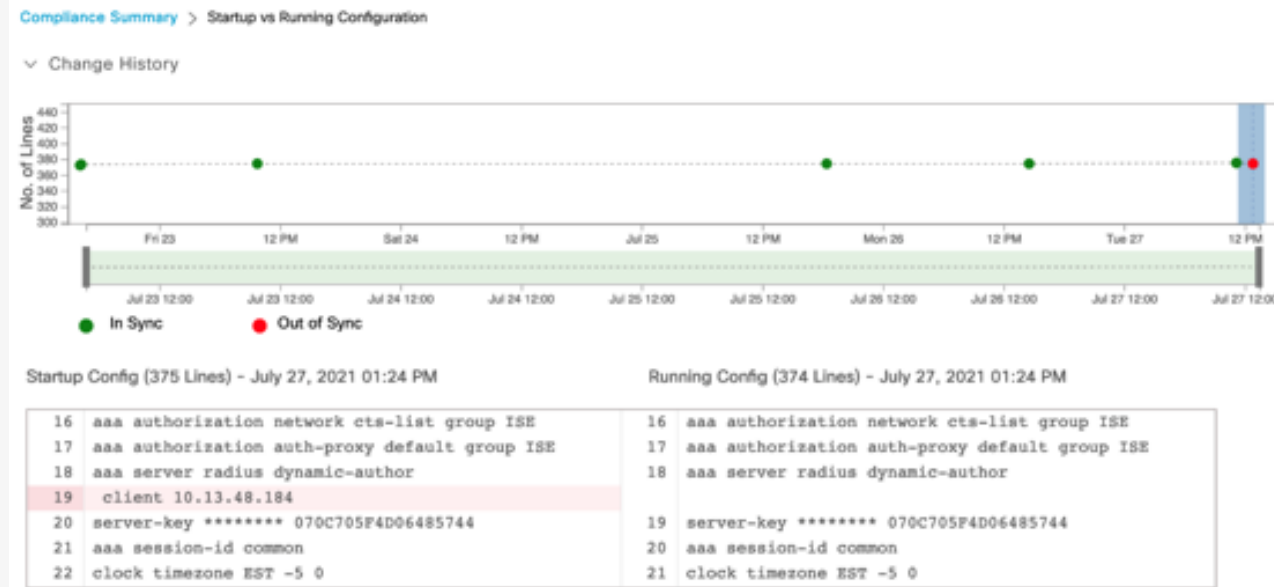 Compliance Summary > Startup vs Running Configuration
Change History
No. of Lines
440
420
400
380
360
340
320
300
Fri 23 12 PM Sat 24 12 PM Jul 25 12 PM Mon 26 12 PM Tue 27 12 PM
Jul 23 12:00 Jul 23 12:00 Jul 24 12:00 Jul 24 12:00 Jul 25 12:00 Jul 25 12:00 Jul 26 12:00 Jul 26 12:00 Jul 27 12:00 Jul 27 12:00
In Sync Out of Sync
Startup Config (375 Lines) - July 27, 2021 01:24 PM
16 aaa authorization network cts-list group ISE
17 aaa authorization auth-proxy default group ISE
18 aaa server radius dynamic-author
19 client 10.13.48.184
20 server-key ******** 070C705F4D06485744
21 aaa session-id common
22 clock timezone EST -5 0
Running Config (374 Lines) - July 27, 2021 01:24 PM
16 aaa authorization network cts-list group ISE
17 aaa authorization auth-proxy default group ISE
18 aaa server radius dynamic-author
19 server-key ******** 070C705F4D06485744
20 aaa session-id common
21 clock timezone EST -5 0